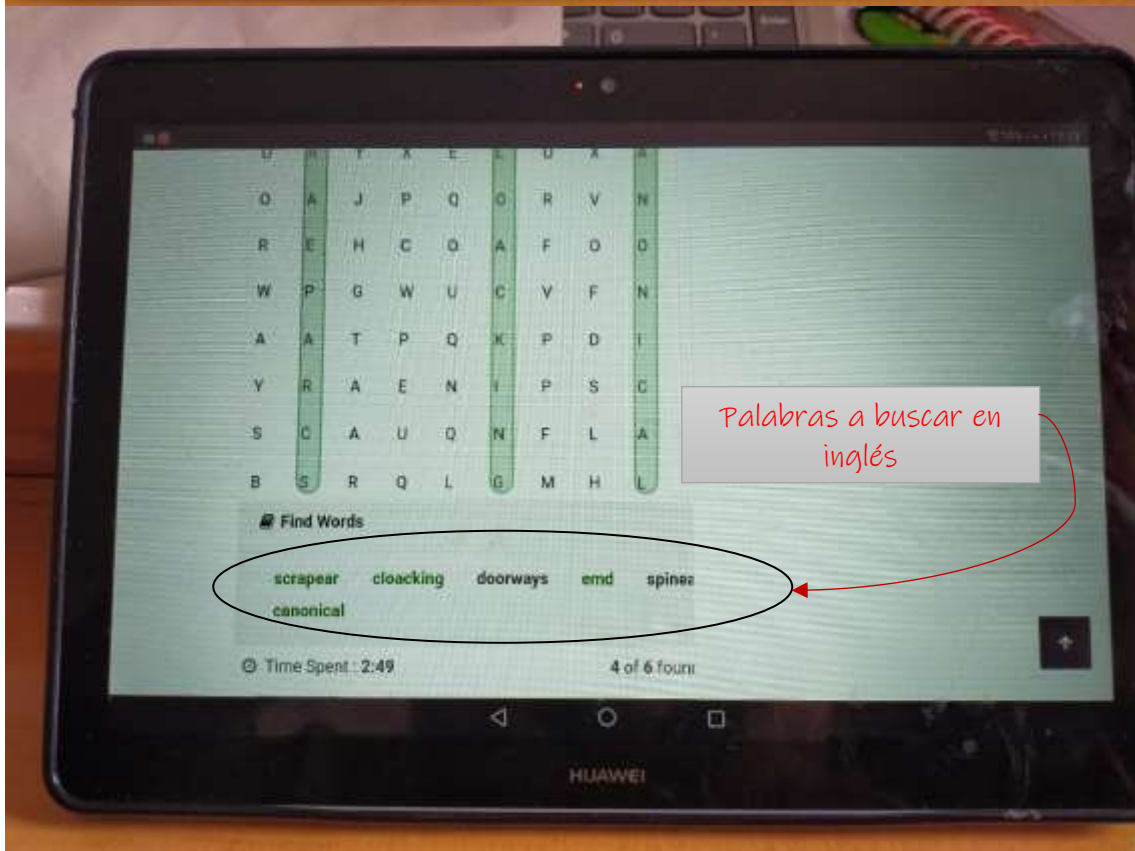 R X E L X A
O A J P Q O R V N
R E H C O A F O O
W P G W U C V F N
A A T P Q K P D I
Y R A E N I P S C
S C A U Q N F L A
B S R Q L G M H L
Palabras a buscar en
inglés
Find Words
scrapear cloacking doorways emd spinea
canonical
Time Spent : 2:49 4 of 6 foun
HUAWEI